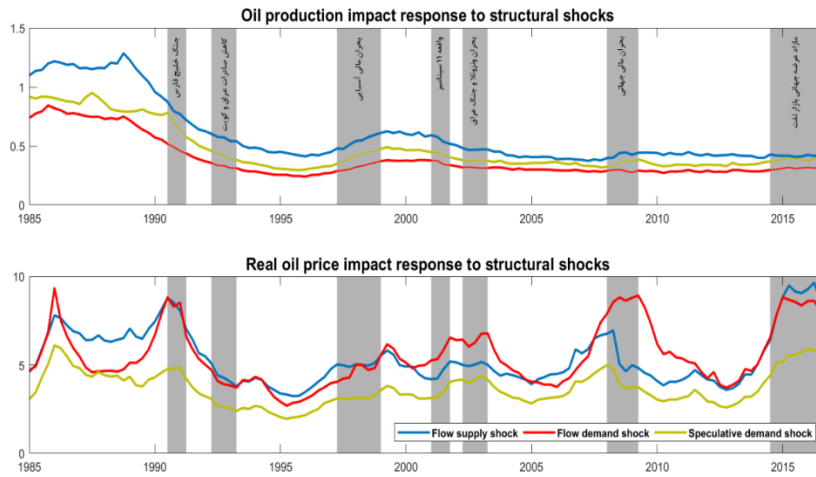 Oil production impact response to structural shocks
1.5
1
0.5
0
جنگ خلیج فارس
کاهش صادرات عراق و کویت
بحران مالی آسیایی
واقعه ۱۱ سپتامبر
بحران ونزوئلا و جنگ عراق
بحران مالی جهانی
مازاد عرضه جهانی بازار نفت
1985 1990 1995 2000 2005 2010 2015
Real oil price impact response to structural shocks
10
5
0
Flow supply shock Flow demand shock Speculative demand shock
1985 1990 1995 2000 2005 2010 2015